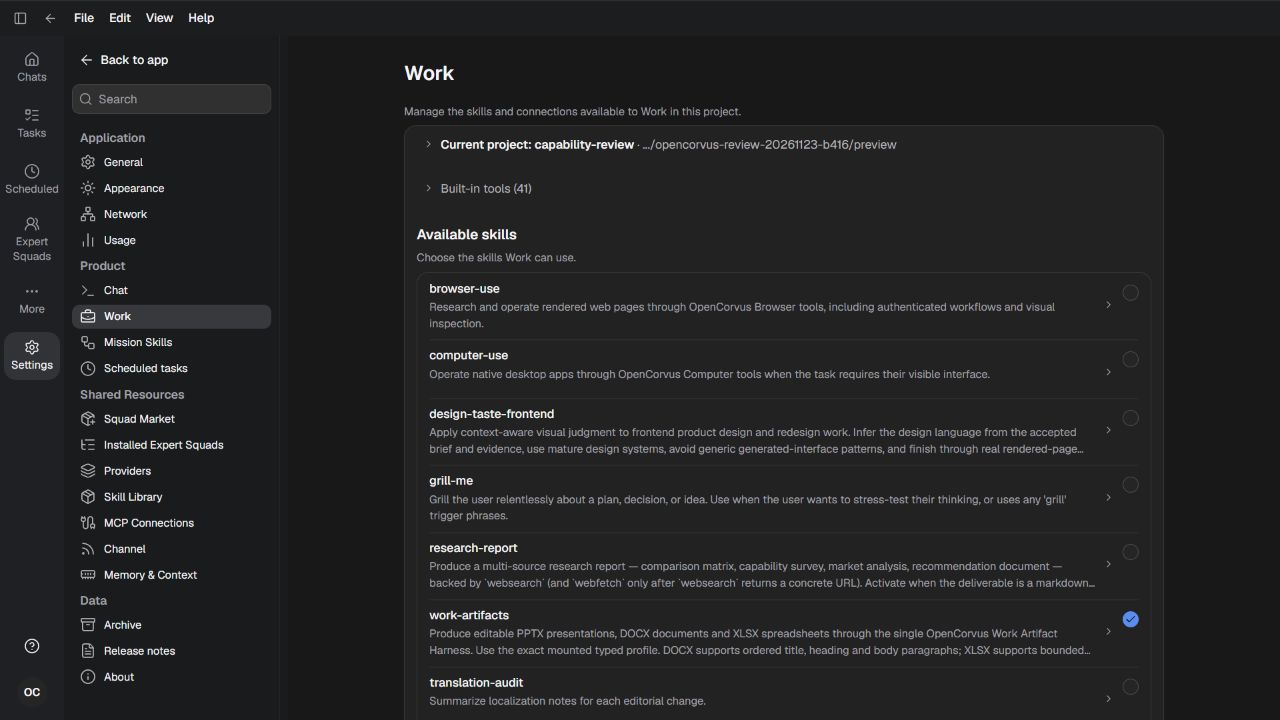 File Edit View Help
Chats
Tasks
Scheduled
Expert
Squads
More
Settings
OC
Back to app
Search
Application
General
Appearance
Network
Usage
Product
Chat
Work
Mission Skills
Scheduled tasks
Shared Resources
Squad Market
Installed Expert Squads
Providers
Skill Library
MCP Connections
Channel
Memory & Context
Data
Archive
Release notes
About
Work
Manage the skills and connections available to Work in this project.
Current project: capability-review · .../opencorvus-review-20261123-b416/preview
Built-in tools (41)
Available skills
Choose the skills Work can use.
browser-use
Research and operate rendered web pages through OpenCorvus Browser tools, including authenticated workflows and visual
inspection.
computer-use
Operate native desktop apps through OpenCorvus Computer tools when the task requires their visible interface.
design-taste-frontend
Apply context-aware visual judgment to frontend product design and redesign work. Infer the design language from the accepted
brief and evidence, use mature design systems, avoid generic generated-interface patterns, and finish through real rendered-page...
grill-me
Grill the user relentlessly about a plan, decision, or idea. Use when the user wants to stress-test their thinking, or uses any 'grill'
trigger phrases.
research-report
Produce a multi-source research report — comparison matrix, capability survey, market analysis, recommendation document —
backed by `websearch` (and `webfetch` only after `websearch` returns a concrete URL). Activate when the deliverable is a markdown...
work-artifacts
Produce editable PPTX presentations, DOCX documents and XLSX spreadsheets through the single OpenCorvus Work Artifact
Harness. Use the exact mounted typed profile. DOCX supports ordered title, heading and body paragraphs; XLSX supports bounded...
translation-audit
Summarize localization notes for each editorial change.